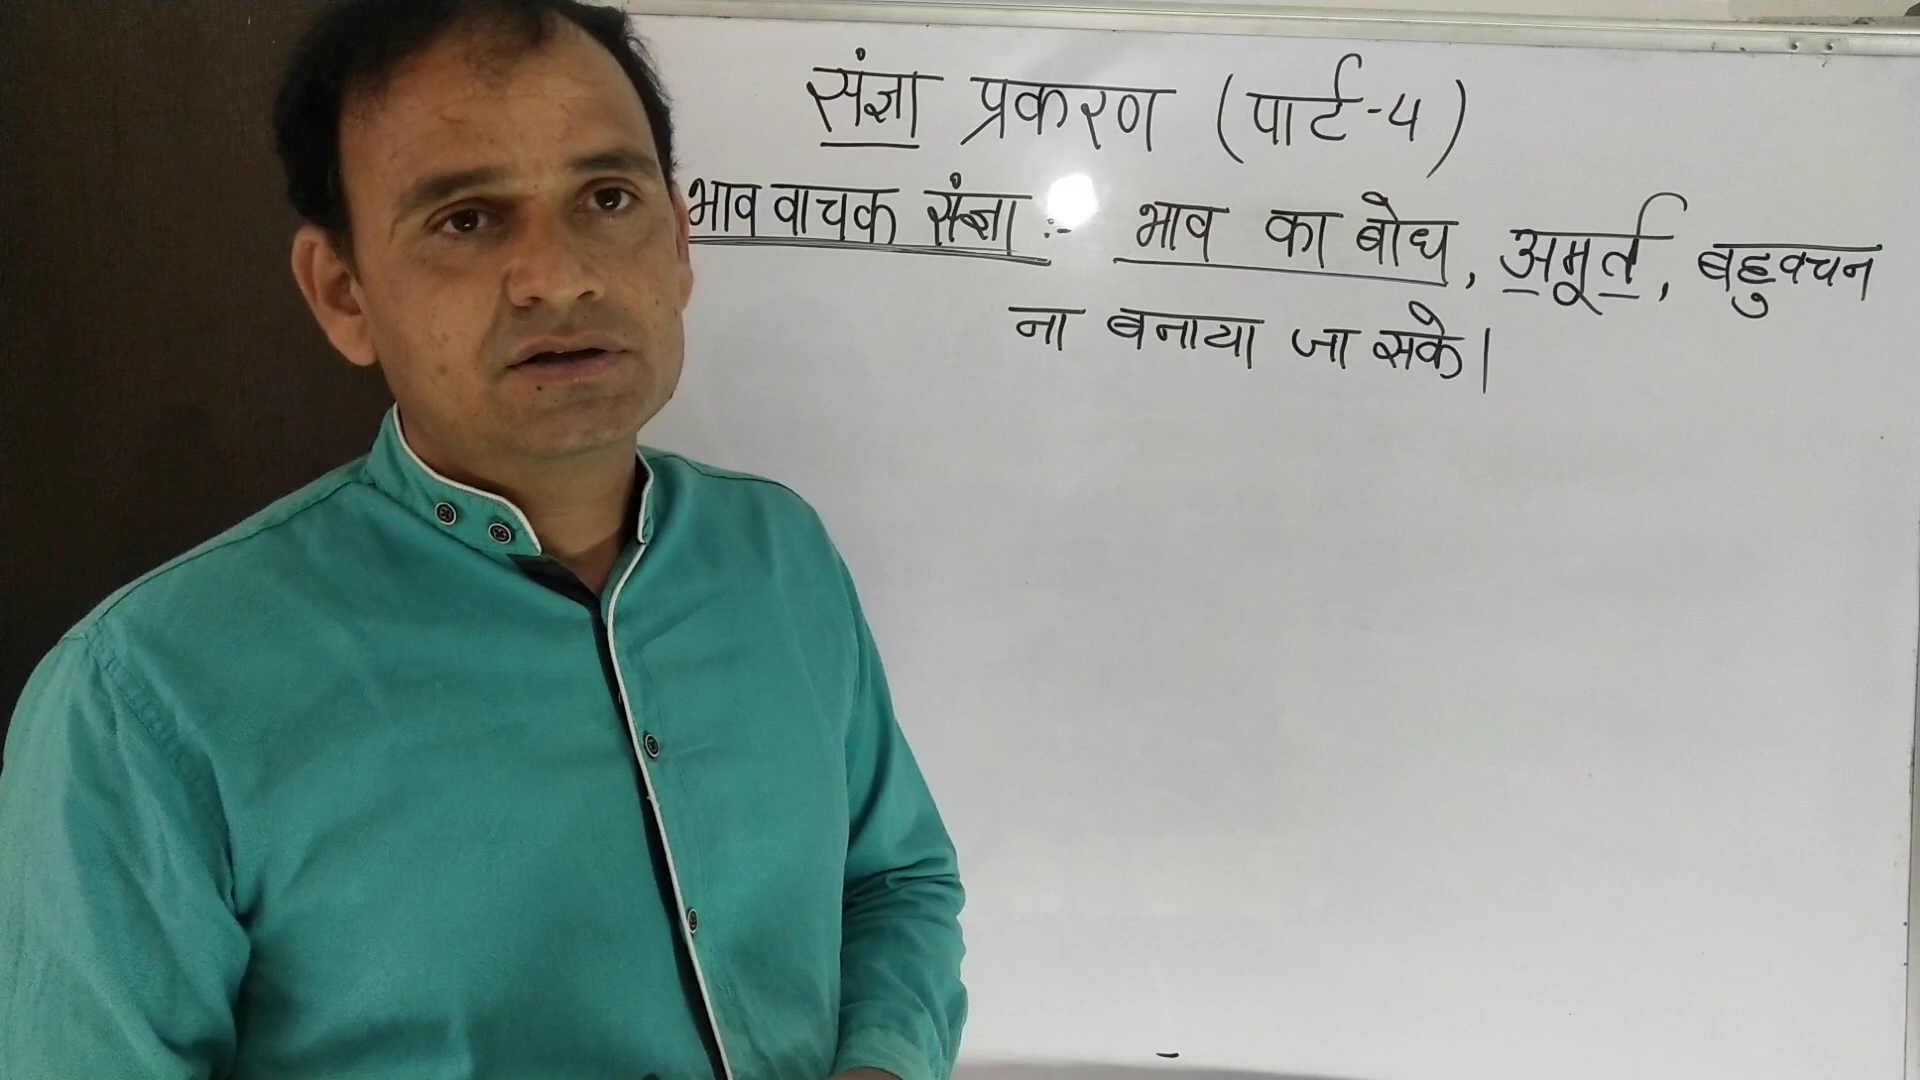 संज्ञा प्रकरण (पार्ट-4)
भाववाचक संज्ञा :- भाव का बोध, अमूर्त, बहुवचन
ना बनाया जा सके।